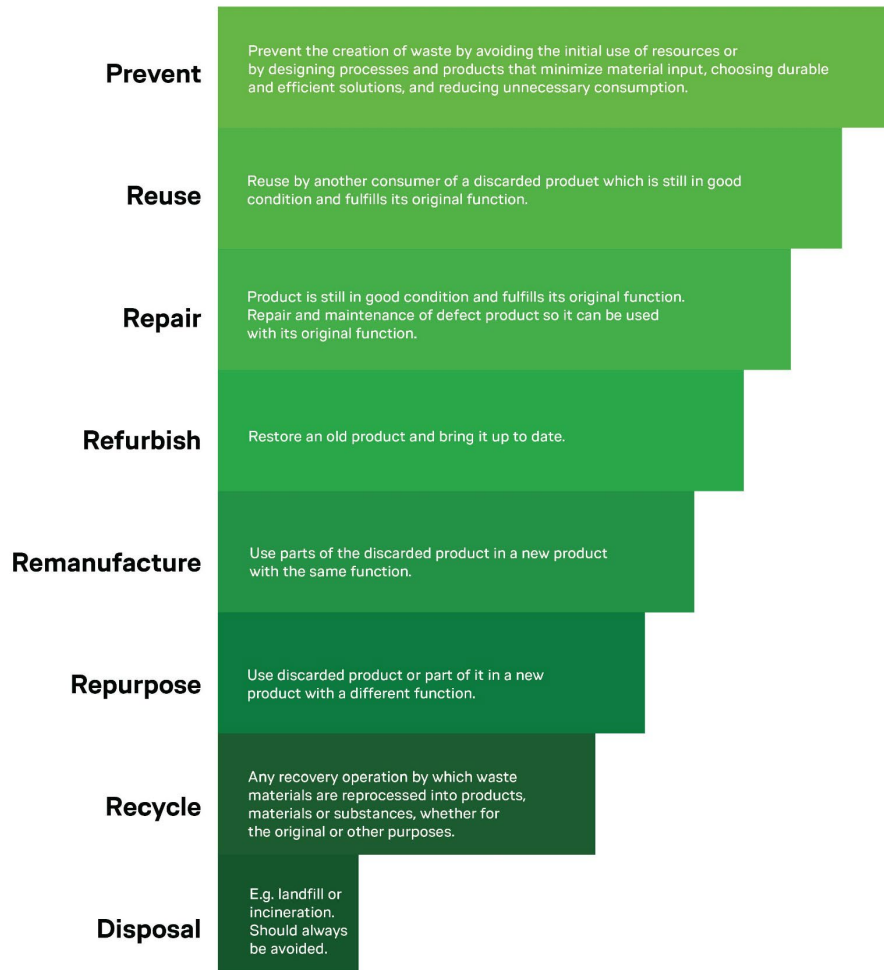 Prevent
Prevent the creation of waste by avoiding the initial use of resources or
by designing processes and products that minimize material input, choosing durable
and efficient solutions, and reducing unnecessary consumption.
Reuse
Reuse by another consumer of a discarded produet which is still in good
condition and fulfills its original function.
Repair
Product is still in good condition and fulfills its original function.
Repair and maintenance of defect product so it can be used
with its original function.
Refurbish
Restore an old product and bring it up to date.
Remanufacture
Use parts of the discarded product in a new product
with the same function.
Repurpose
Use discarded product or part of it in a new
product with a different function.
Recycle
Any recovery operation by which waste
materials are reprocessed into products,
materials or substances, whether for
the original or other purposes.
Disposal
E.g. landfill or
incineration.
Should always
be avoided.